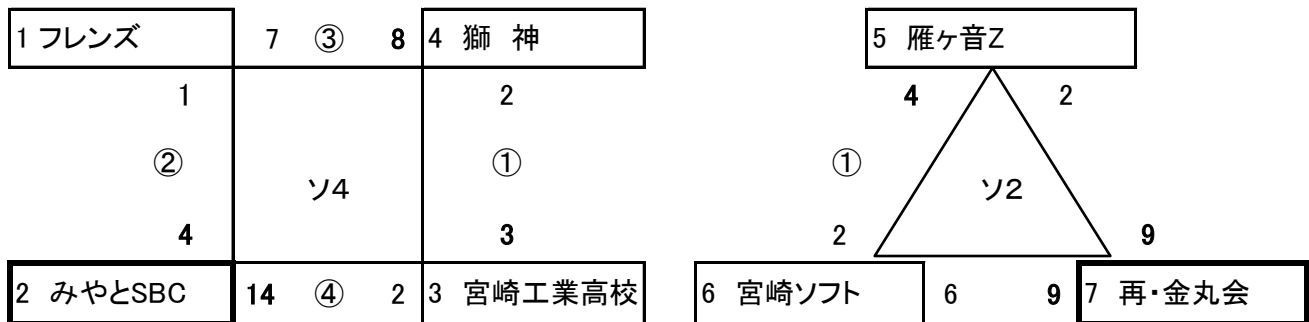 1 フレンズ 7 ③ 8 4 獅 神 5 雁ヶ音Z
1 2 4 2
② ① ①
ソ4 ソ2
4 3 2 9
2 みやとSBC 14 ④ 2 3 宮崎工業高校 6 宮崎ソフト 6 9 7 再・金丸会